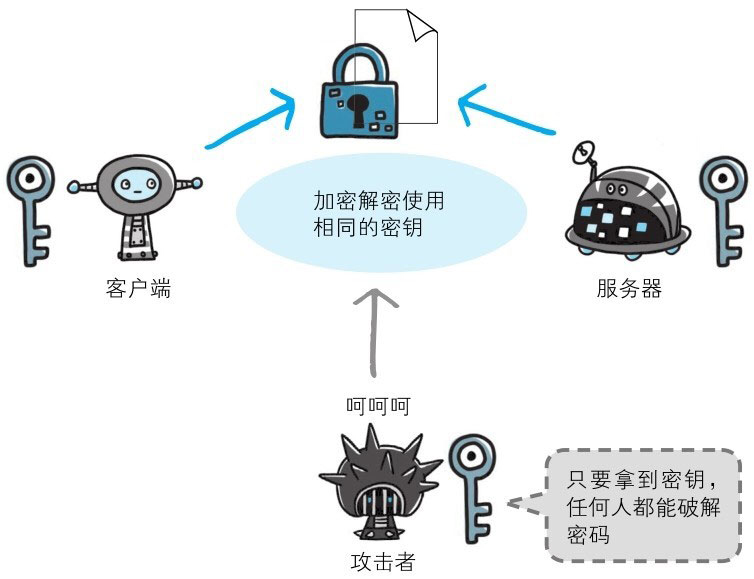 加密解密使用
相同的密钥
客户端
服务器
呵呵呵
只要拿到密钥，
任何人都能破解
密码
攻击者